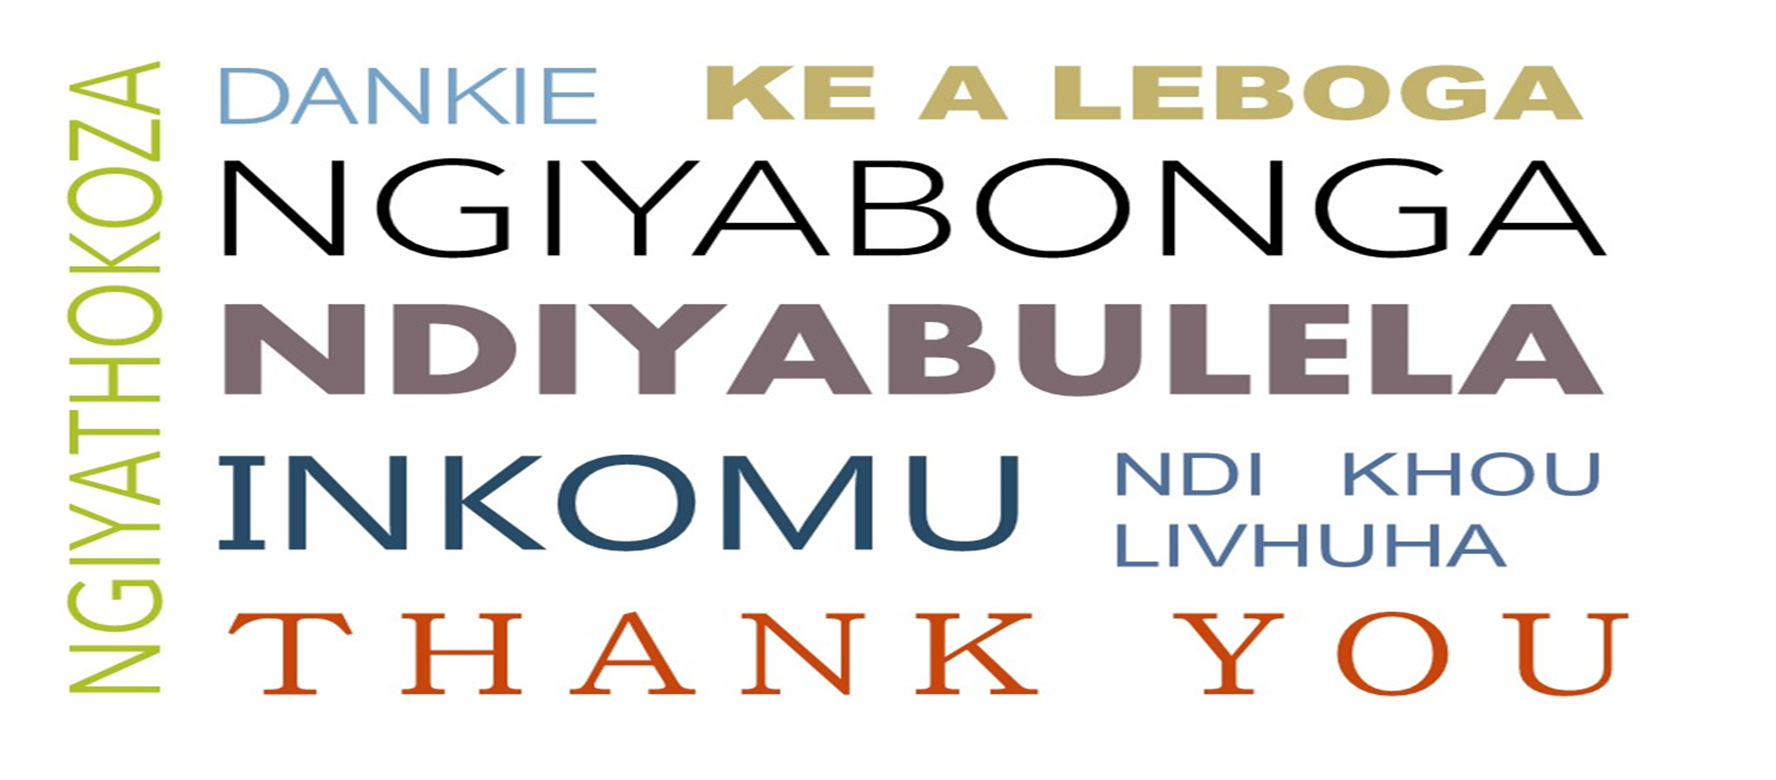 NGIYATHOKOZA
DANKIE KE A LEBOGA
NGIYABONGA
NDIYABULELA
INKOMU
NDI KHOU
LIVHUHA
THANK YOU